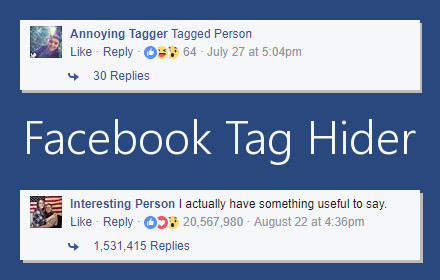 Annoying Tagger Tagged Person
Like · Reply · 64 · July 27 at 5:04pm
30 Replies
Facebook Tag Hider
Interesting Person I actually have something useful to say.
Like · Reply · 20,567,980 · August 22 at 4:36pm
1,531,415 Replies